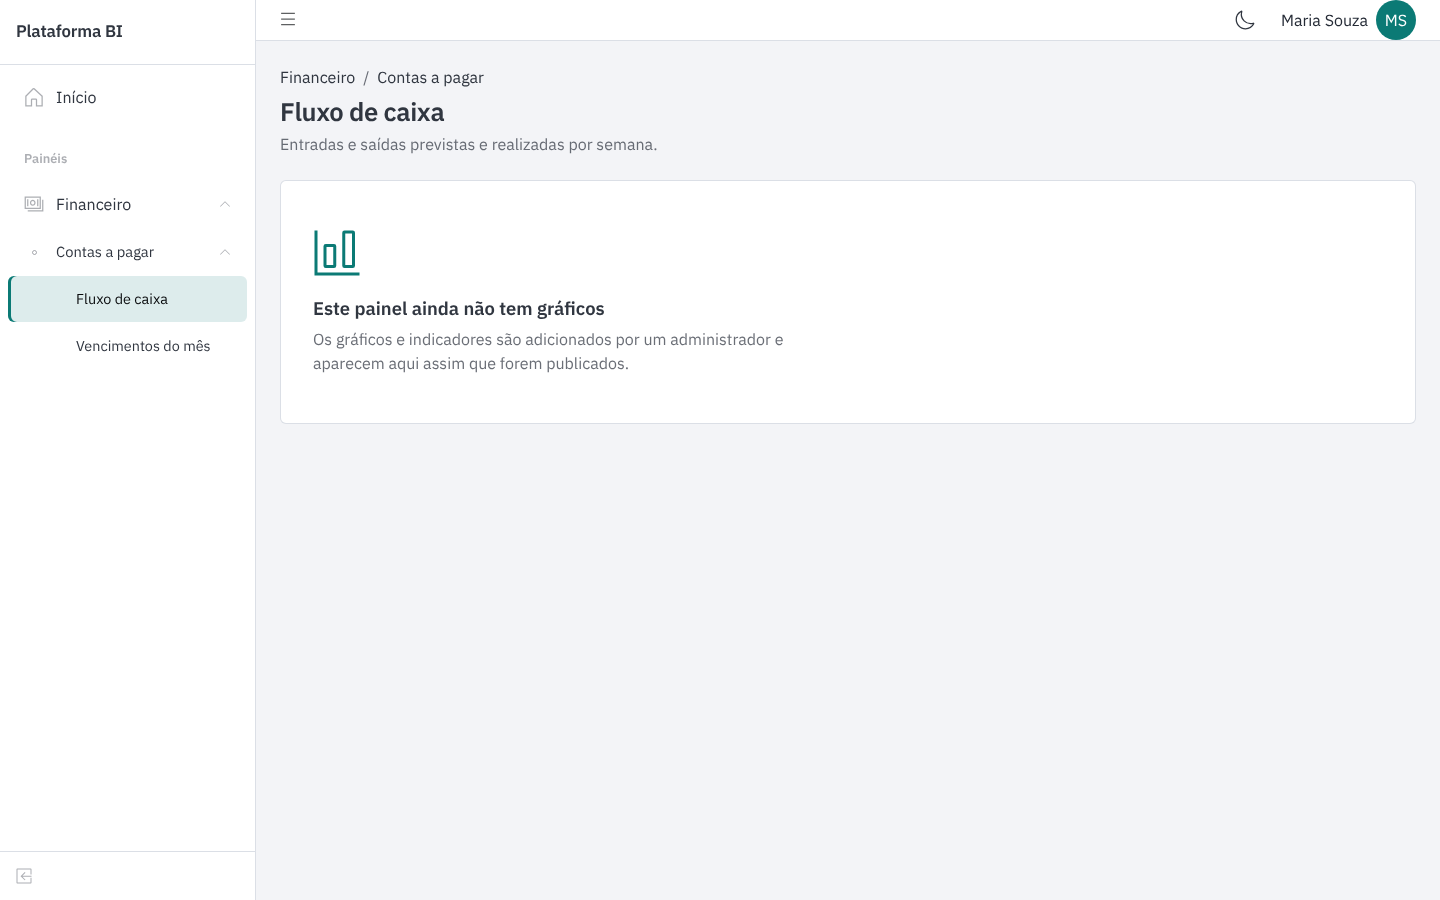 Plataforma BI
Maria Souza MS
Início
Painéis
Financeiro
Contas a pagar
Fluxo de caixa
Vencimentos do mês
Financeiro / Contas a pagar
Fluxo de caixa
Entradas e saídas previstas e realizadas por semana.
Este painel ainda não tem gráficos
Os gráficos e indicadores são adicionados por um administrador e
aparecem aqui assim que forem publicados.